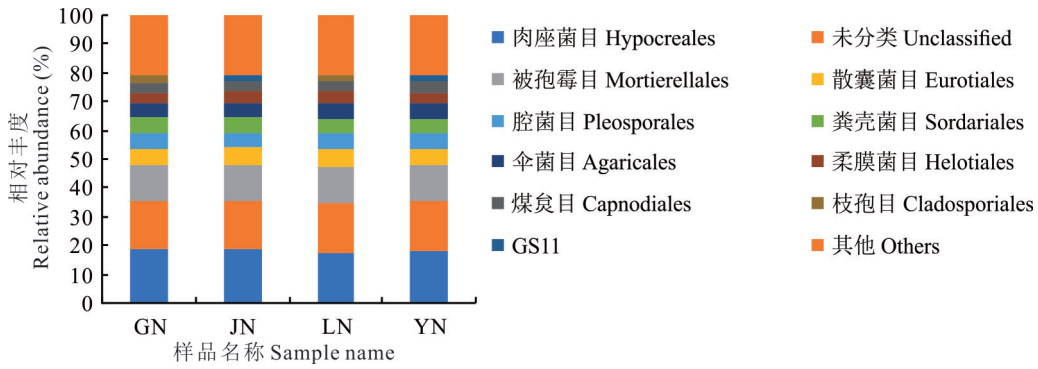 100
90
80
70
60
50
40
30
20
10
0
相对丰度
Relative abundance (%)
GN JN LN YN
样品名称 Sample name
肉座菌目 Hypocreales
未分类 Unclassified
被孢霉目 Mortierellales
散囊菌目 Eurotiales
腔菌目 Pleosporales
粪壳菌目 Sordariales
伞菌目 Agaricales
柔膜菌目 Helotiales
煤炱目 Capnodiales
枝孢目 Cladosporiales
GS11
其他 Others